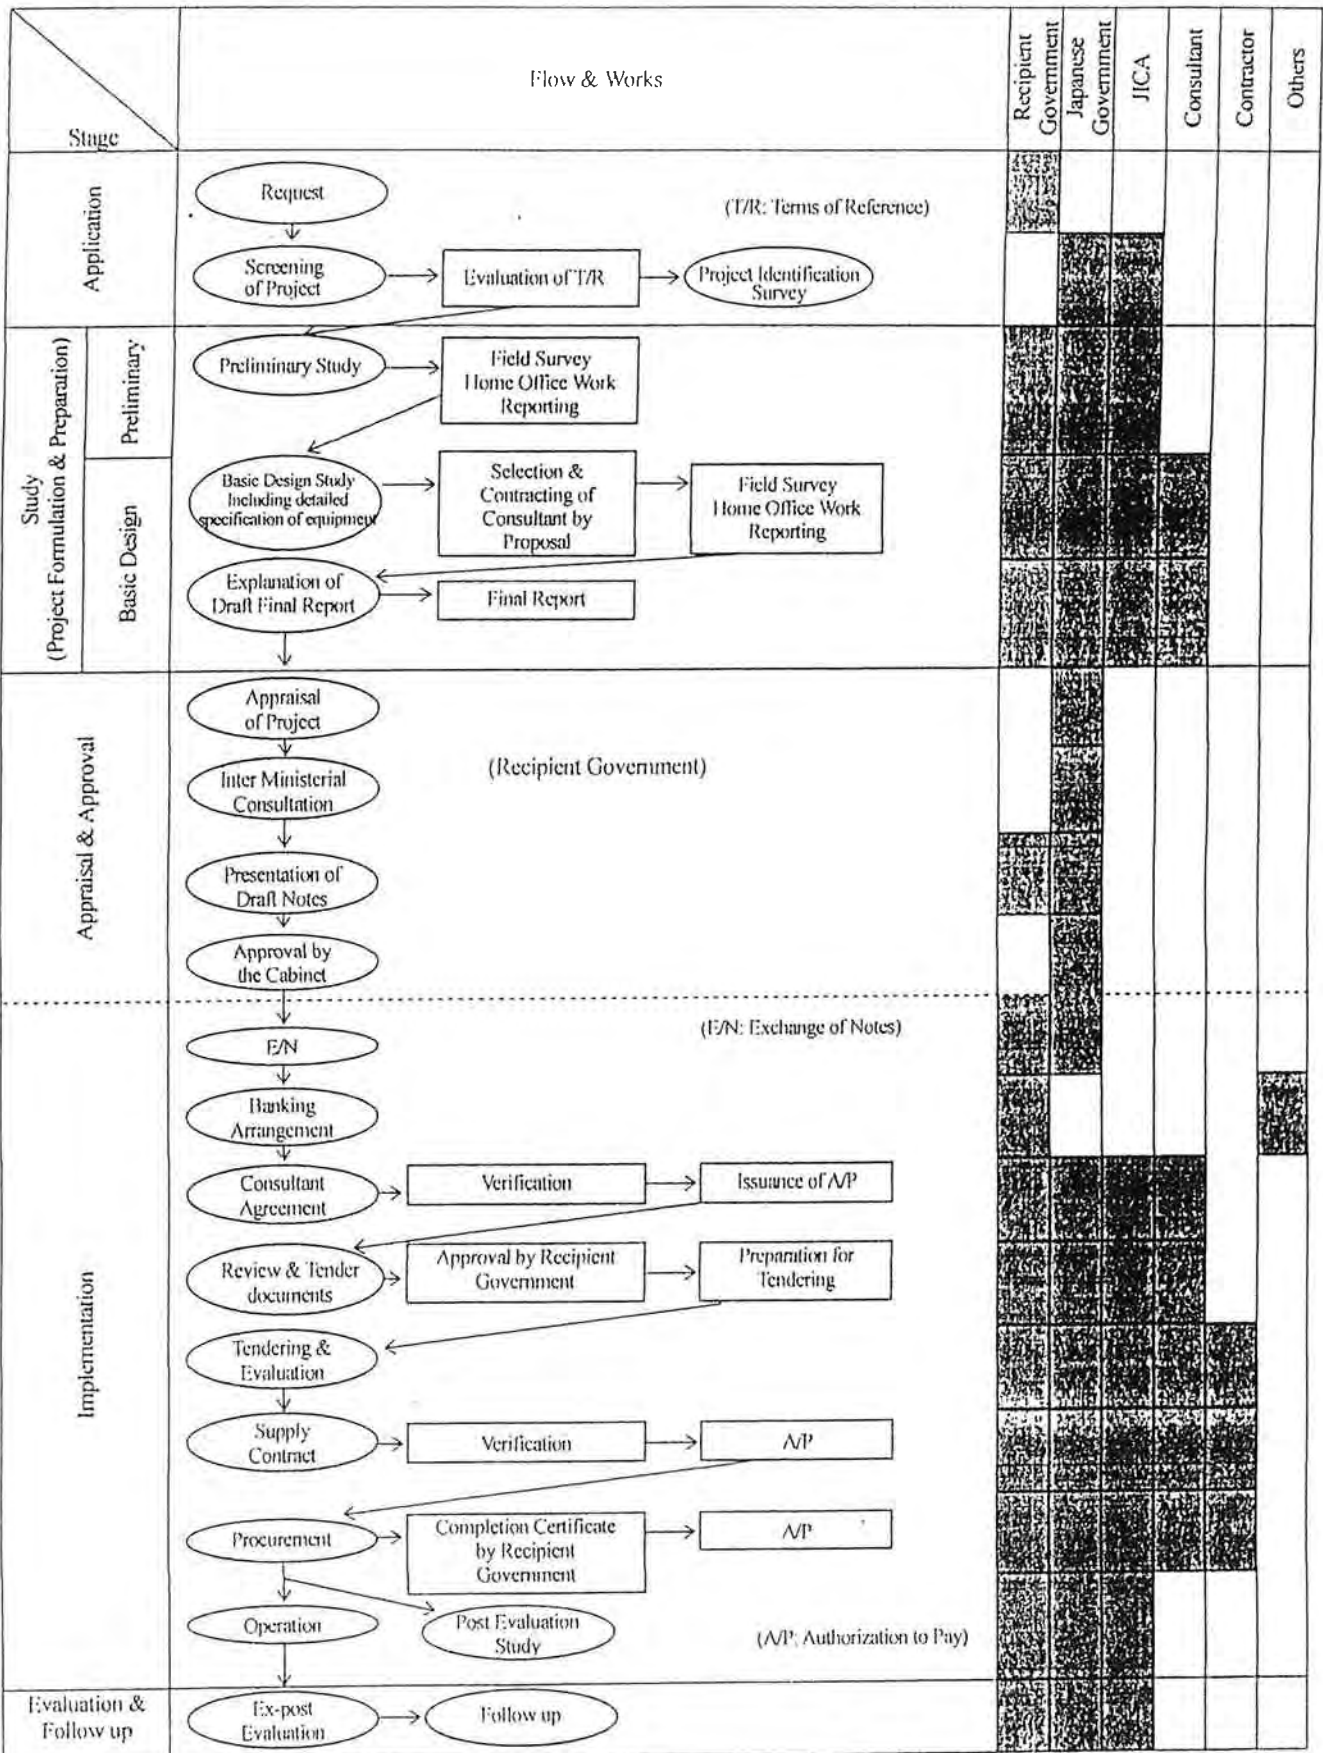 Stage
Flow & Works
Recipient
Government
Japanese
Government
JICA
Consultant
Contractor
Others
Application
Request
(T/R: Terms of Reference)
Screening
of Project
Evaluation of T/R
Project Identification
Survey
Study
(Project Formulation & Preparation)
Preliminary
Preliminary Study
Field Survey
Home Office Work
Reporting
Basic Design
Basic Design Study
Including detailed
specification of equipment
Selection &
Contracting of
Consultant by
Proposal
Field Survey
Home Office Work
Reporting
Explanation of
Draft Final Report
Final Report
Appraisal & Approval
Appraisal
of Project
Inter Ministerial
Consultation
(Recipient Government)
Presentation of
Draft Notes
Approval by
the Cabinet
Implementation
(E/N: Exchange of Notes)
E/N
Banking
Arrangement
Consultant
Agreement
Verification
Issuance of A/P
Review & Tender
documents
Approval by Recipient
Government
Preparation for
Tendering
Tendering &
Evaluation
Supply
Contract
Verification
A/P
Procurement
Completion Certificate
by Recipient
Government
A/P
Operation
Post Evaluation
Study
(A/P: Authorization to Pay)
Evaluation &
Follow up
Ex-post
Evaluation
Follow up